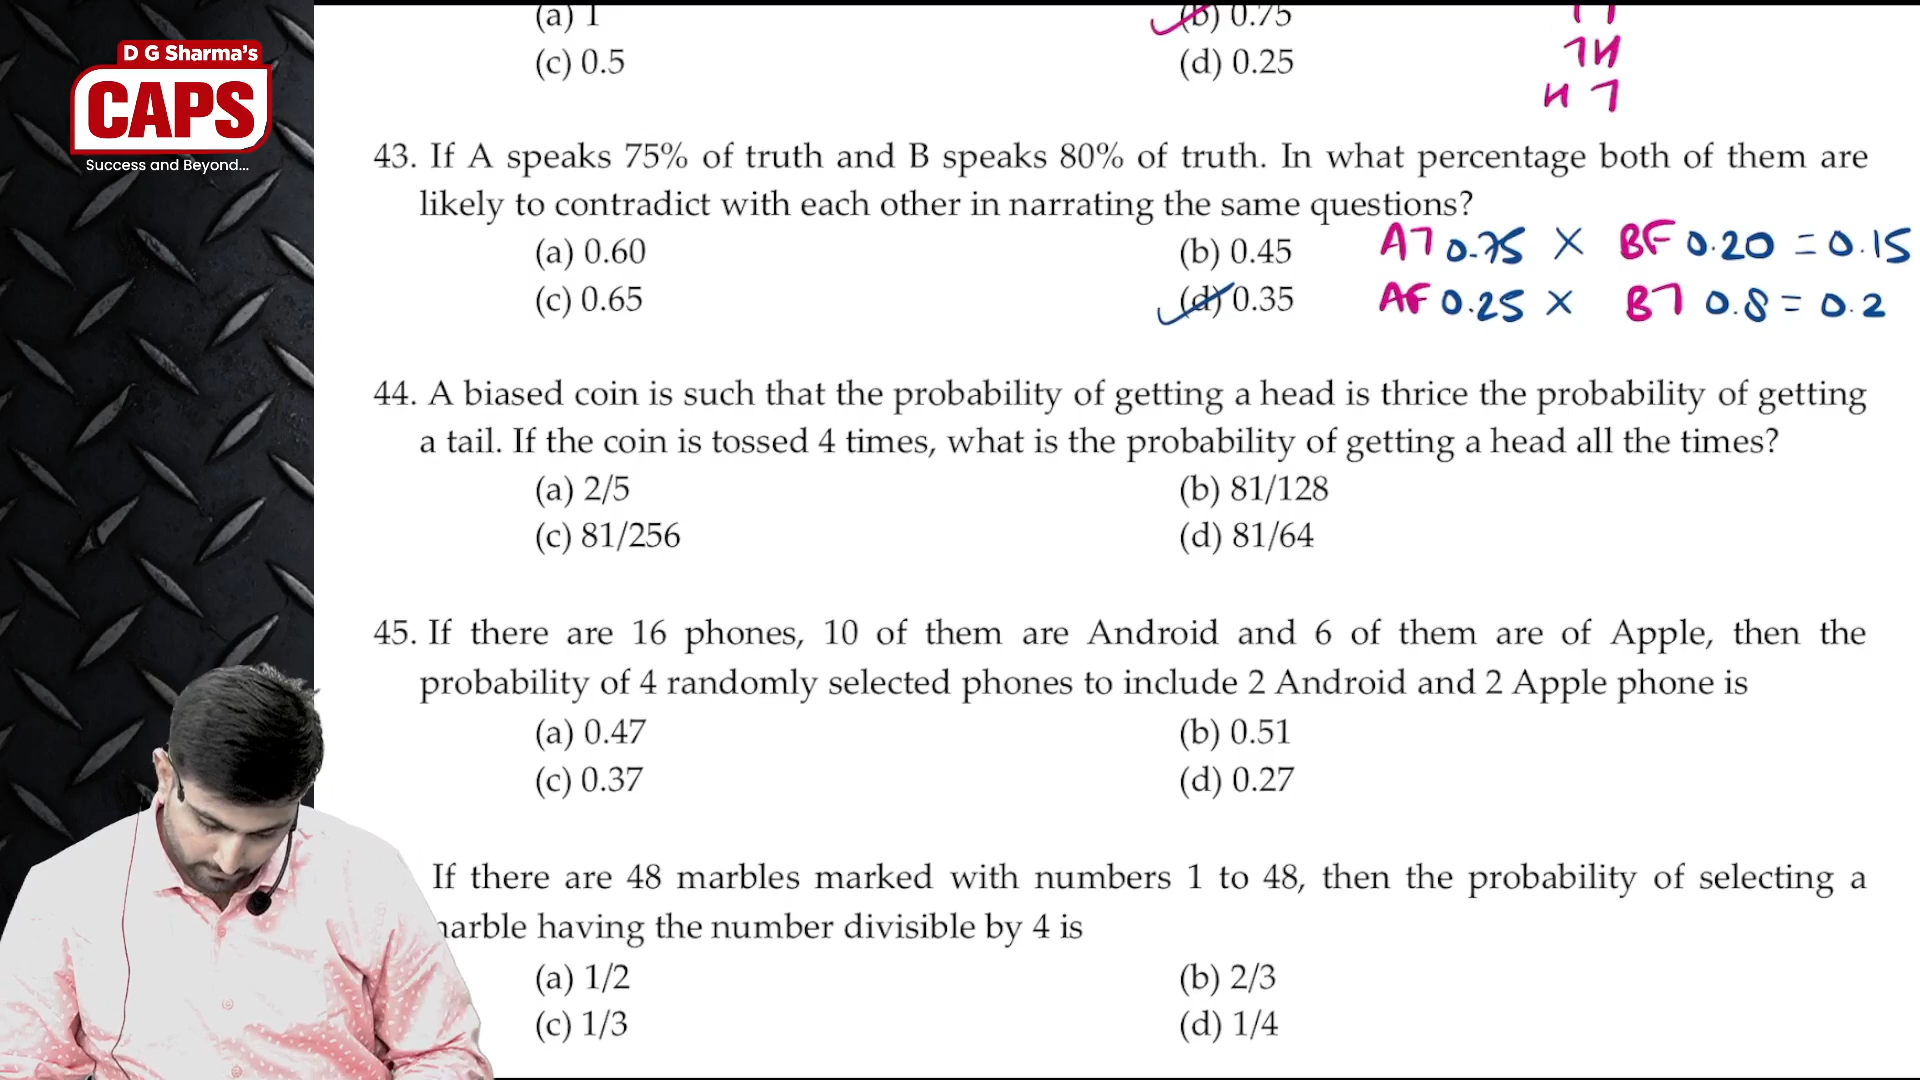 D G Sharma's
CAPS
Success and Beyond...
(a) 1
(b) 0.75
(c) 0.5
(d) 0.25
TH
HT
43. If A speaks 75% of truth and B speaks 80% of truth. In what percentage both of them are
likely to contradict with each other in narrating the same questions?
(a) 0.60
(b) 0.45
(c) 0.65
(d) 0.35
AT 0.75 × BF 0.20 = 0.15
AF 0.25 × BT 0.8 = 0.2
44. A biased coin is such that the probability of getting a head is thrice the probability of getting
a tail. If the coin is tossed 4 times, what is the probability of getting a head all the times?
(a) 2/5
(b) 81/128
(c) 81/256
(d) 81/64
45. If there are 16 phones, 10 of them are Android and 6 of them are of Apple, then the
probability of 4 randomly selected phones to include 2 Android and 2 Apple phone is
(a) 0.47
(b) 0.51
(c) 0.37
(d) 0.27
If there are 48 marbles marked with numbers 1 to 48, then the probability of selecting a
arble having the number divisible by 4 is
(a) 1/2
(b) 2/3
(c) 1/3
(d) 1/4